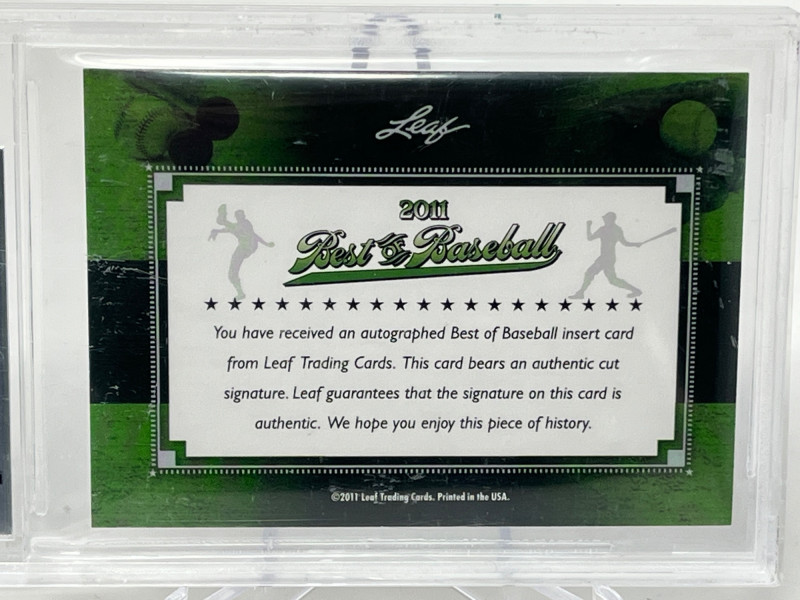 Leaf
2011
Best of Baseball
You have received an autographed Best of Baseball insert card
from Leaf Trading Cards. This card bears an authentic cut
signature. Leaf guarantees that the signature on this card is
authentic. We hope you enjoy this piece of history.
©2011 Leaf Trading Cards. Printed in the USA.